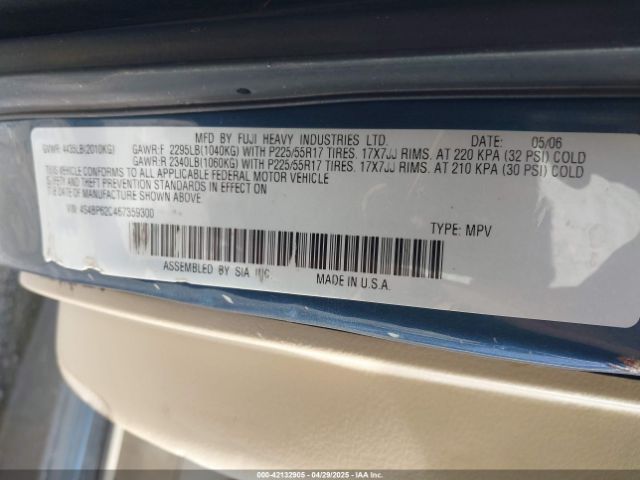 MFD BY FUJI HEAVY INDUSTRIES LTD. DATE: 05/06
GVWR: 4435LB(2010KG) GAWR:F 2295LB(1040KG) WITH P225/55R17 TIRES. 17X7JJ RIMS. AT 220 KPA (32 PSI) COLD
GAWR:R 2340LB(1060KG) WITH P225/55R17 TIRES. 17X7JJ RIMS. AT 210 KPA (30 PSI) COLD
THIS VEHICLE CONFORMS TO ALL APPLICABLE FEDERAL MOTOR VEHICLE
SAFETY AND THEFT PREVENTION STANDARDS IN EFFECT ON
THE DATE OF MANUFACTURE SHOWN ABOVE
VIN: 4S4BP62C467359300
TYPE: MPV
ASSEMBLED BY SIA INC. MADE IN U.S.A.
000-42132905 - 04/29/2025 - IAAI.COM